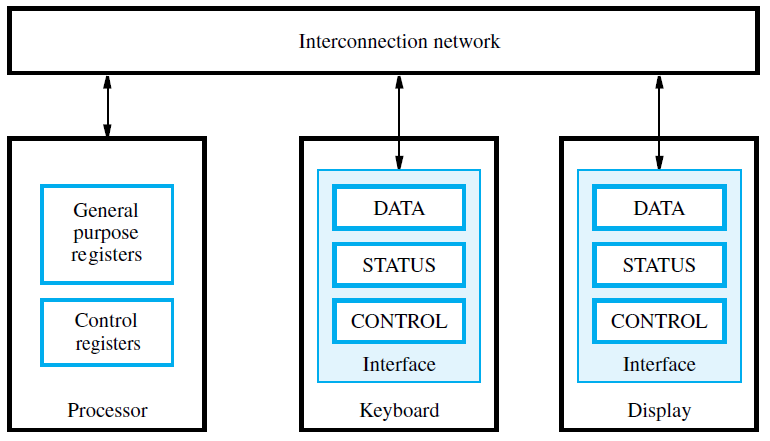 Interconnection network
General
purpose
registers
Control
registers
Processor
DATA
STATUS
CONTROL
Interface
Keyboard
DATA
STATUS
CONTROL
Interface
Display